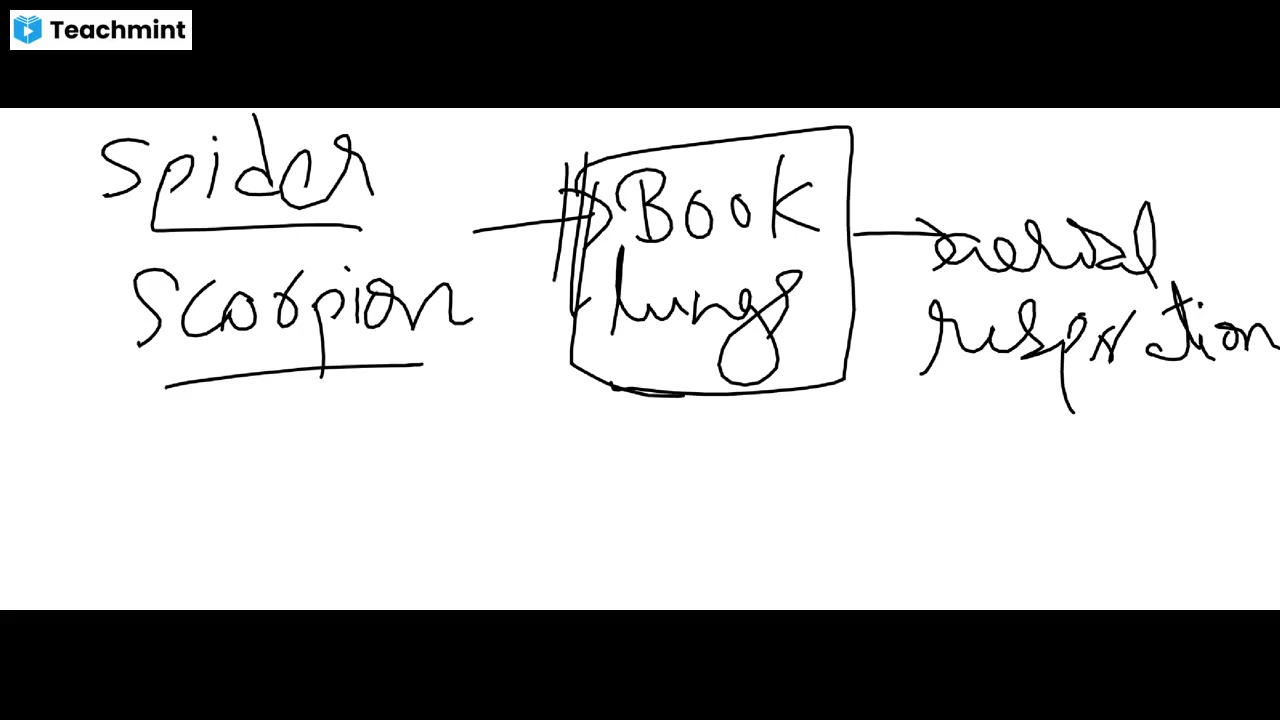 Teachmint
Spider
Scorpion
Book
lungs
aerial
respiration